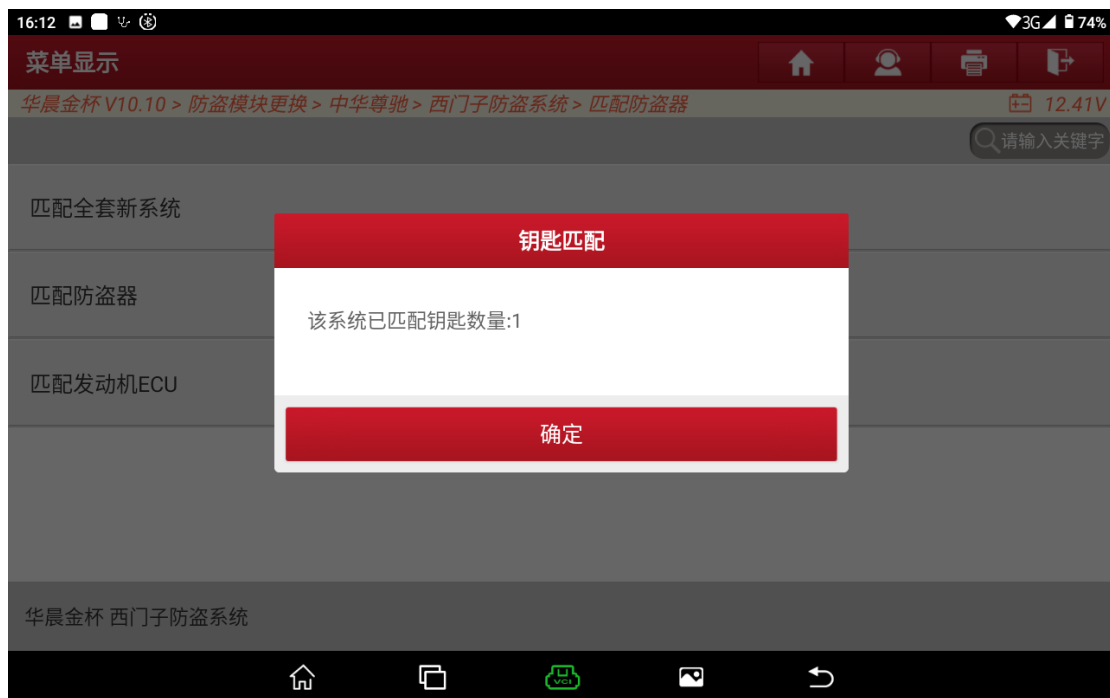 16:12
3G 74%
菜单显示
华晨金杯 V10.10 > 防盗模块更换 > 中华尊驰 > 西门子防盗系统 > 匹配防盗器
12.41V
请输入关键字
匹配全套新系统
钥匙匹配
匹配防盗器
该系统已匹配钥匙数量:1
匹配发动机ECU
确定
华晨金杯 西门子防盗系统
VCI